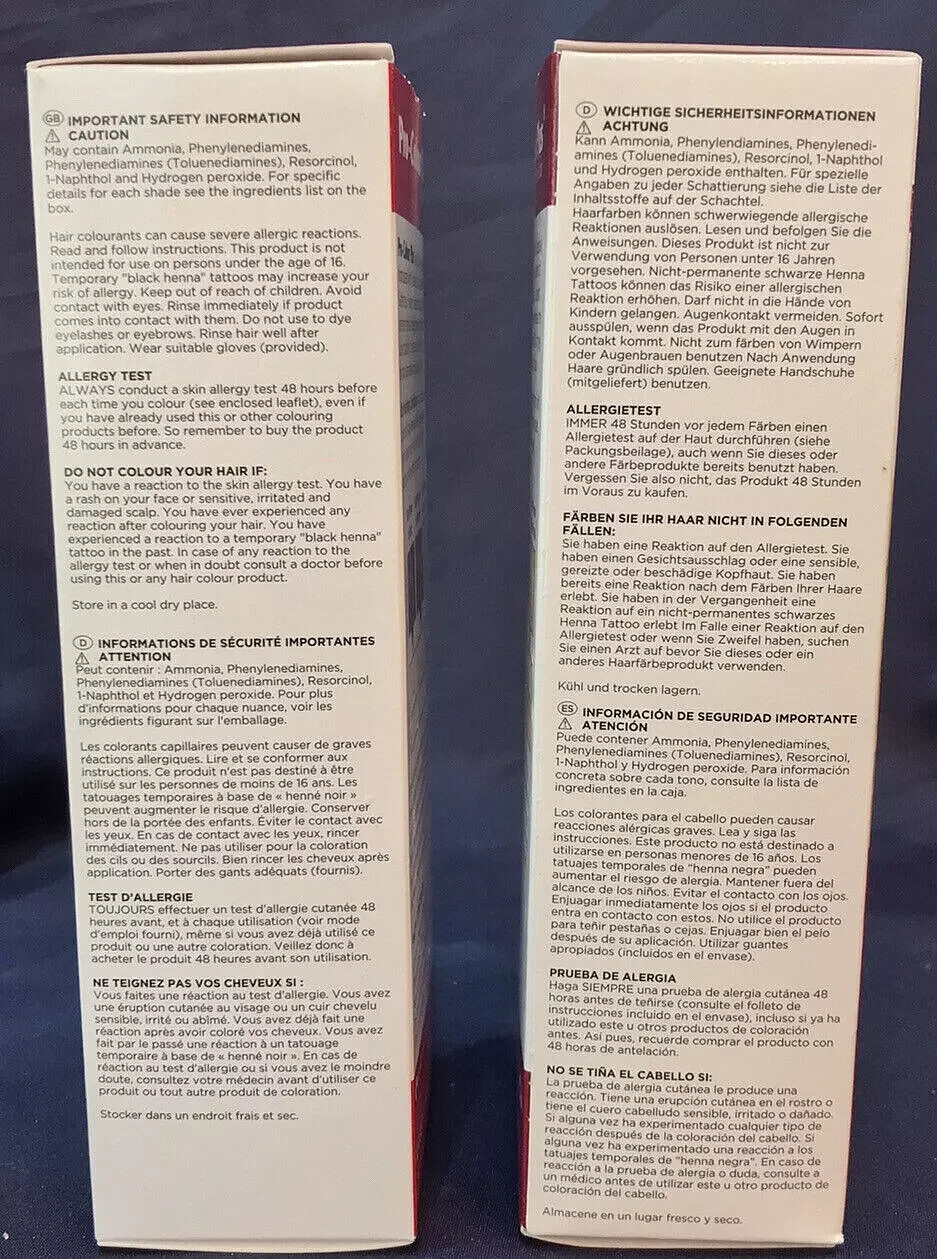 GB IMPORTANT SAFETY INFORMATION
CAUTION
May contain Ammonia, Phenylenediamines,
Phenylenediamines (Toluenediamines), Resorcinol,
1-Naphthol and Hydrogen peroxide. For specific
details for each shade see the ingredients list on the
box.
Hair colourants can cause severe allergic reactions.
Read and follow instructions. This product is not
intended for use on persons under the age of 16.
Temporary "black henna" tattoos may increase your
risk of allergy. Keep out of reach of children. Avoid
contact with eyes. Rinse immediately if product
comes into contact with them. Do not use to dye
eyelashes or eyebrows. Rinse hair well after
application. Wear suitable gloves (provided).
ALLERGY TEST
ALWAYS conduct a skin allergy test 48 hours before
each time you colour (see enclosed leaflet), even if
you have already used this or other colouring
products before. So remember to buy the product
48 hours in advance.
DO NOT COLOUR YOUR HAIR IF:
You have a reaction to the skin allergy test. You have
a rash on your face or sensitive, irritated and
damaged scalp. You have ever experienced any
reaction after colouring your hair. You have
experienced a reaction to a temporary "black henna"
tattoo in the past. In case of any reaction to the
allergy test or when in doubt consult a doctor before
using this or any hair colour product.
Store in a cool dry place.
D INFORMATIONS DE SÉCURITÉ IMPORTANTES
ATTENTION
Peut contenir : Ammonia, Phenylenediamines,
Phenylenediamines (Toluenediamines), Resorcinol,
1-Naphthol et Hydrogen peroxide. Pour plus
d'informations pour chaque nuance, voir les
ingrédients figurant sur l'emballage.
Les colorants capillaires peuvent causer de graves
réactions allergiques. Lire et se conformer aux
instructions. Ce produit n'est pas destiné à être
utilisé sur les personnes de moins de 16 ans. Les
tatouages temporaires à base de « henné noir »
peuvent augmenter le risque d'allergie. Conserver
hors de la portée des enfants. Éviter le contact avec
les yeux. En cas de contact avec les yeux, rincer
immédiatement. Ne pas utiliser pour la coloration
des cils ou des sourcils. Bien rincer les cheveux après
application. Porter des gants adéquats (fournis).
TEST D'ALLERGIE
TOUJOURS effectuer un test d'allergie cutanée 48
heures avant, et à chaque utilisation (voir mode
d'emploi fourni), même si vous avez déjà utilisé ce
produit ou une autre coloration. Veillez donc à
acheter le produit 48 heures avant son utilisation.
NE TEIGNEZ PAS VOS CHEVEUX SI :
Vous faites une réaction au test d'allergie. Vous avez
une éruption cutanée au visage ou un cuir chevelu
sensible, irrité ou abîmé. Vous avez déjà fait une
réaction après avoir coloré vos cheveux. Vous avez
fait par le passé une réaction à un tatouage
temporaire à base de « henné noir ». En cas de
réaction au test d'allergie ou si vous avez le moindre
doute, consultez votre médecin avant d'utiliser ce
produit ou tout autre produit de coloration.
Stocker dans un endroit frais et sec.
D WICHTIGE SICHERHEITSINFORMATIONEN
ACHTUNG
Kann Ammonia, Phenylendiamines, Phenylenedi-
amines (Toluenediamines), Resorcinol, 1-Naphthol
und Hydrogen peroxide enthalten. Für spezielle
Angaben zu jeder Schattierung siehe die Liste der
Inhaltsstoffe auf der Schachtel.
Haarfarben können schwerwiegende allergische
Reaktionen auslösen. Lesen und befolgen Sie die
Anweisungen. Dieses Produkt ist nicht zur
Verwendung von Personen unter 16 Jahren
vorgesehen. Nicht-permanente schwarze Henna
Tattoos können das Risiko einer allergischen
Reaktion erhöhen. Darf nicht in die Hände von
Kindern gelangen. Augenkontakt vermeiden. Sofort
ausspülen, wenn das Produkt mit den Augen in
Kontakt kommt. Nicht zum färben von Wimpern
oder Augenbrauen benutzen Nach Anwendung
Haare gründlich spülen. Geeignete Handschuhe
(mitgeliefert) benutzen.
ALLERGIETEST
IMMER 48 Stunden vor jedem Färben einen
Allergietest auf der Haut durchführen (siehe
Packungsbeilage), auch wenn Sie dieses oder
andere Färbeprodukte bereits benutzt haben.
Vergessen Sie also nicht, das Produkt 48 Stunden
im Voraus zu kaufen.
FÄRBEN SIE IHR HAAR NICHT IN FOLGENDEN
FÄLLEN:
Sie haben eine Reaktion auf den Allergietest. Sie
haben einen Gesichtsausschlag oder eine sensible,
gereizte oder beschädige Kopfhaut. Sie haben
bereits eine Reaktion nach dem Färben Ihrer Haare
erlebt. Sie haben in der Vergangenheit eine
Reaktion auf ein nicht-permanentes schwarzes
Henna Tattoo erlebt Im Falle einer Reaktion auf den
Allergietest oder wenn Sie Zweifel haben, suchen
Sie einen Arzt auf bevor Sie dieses oder ein
anderes Haarfärbeprodukt verwenden.
Kühl und trocken lagern.
ES INFORMACIÓN DE SEGURIDAD IMPORTANTE
ATENCIÓN
Puede contener Ammonia, Phenylenediamines,
Phenylenediamines (Toluenediamines), Resorcinol,
1-Naphthol y Hydrogen peroxide. Para información
concreta sobre cada tono, consulte la lista de
ingredientes en la caja.
Los colorantes para el cabello pueden causar
reacciones alérgicas graves. Lea y siga las
instrucciones. Este producto no está destinado a
utilizarse en personas menores de 16 años. Los
tatuajes temporales de "henna negra" pueden
aumentar el riesgo de alergia. Mantener fuera del
alcance de los niños. Evitar el contacto con los ojos.
Enjuagar inmediatamente los ojos si el producto
entra en contacto con estos. No utilice el producto
para teñir pestañas o cejas. Enjuagar bien el pelo
después de su aplicación. Utilizar guantes
apropiados (incluidos en el envase).
PRUEBA DE ALERGIA
Haga SIEMPRE una prueba de alergia cutánea 48
horas antes de teñirse (consulte el folleto de
instrucciones incluido en el envase), incluso si ya ha
utilizado este u otros productos de coloración
antes. Así pues, recuerde comprar el producto con
48 horas de antelación.
NO SE TIÑA EL CABELLO SI:
La prueba de alergia cutánea le produce una
reacción. Tiene una erupción cutánea en el rostro o
tiene el cuero cabelludo sensible, irritado o dañado.
Si alguna vez ha experimentado cualquier tipo de
reacción después de la coloración del cabello. Si
alguna vez ha experimentado una reacción a los
tatuajes temporales de "henna negra". En caso de
reacción a la prueba de alergia o duda, consulte a
un médico antes de utilizar este u otro producto de
coloración del cabello.
Almacene en un lugar fresco y seco.